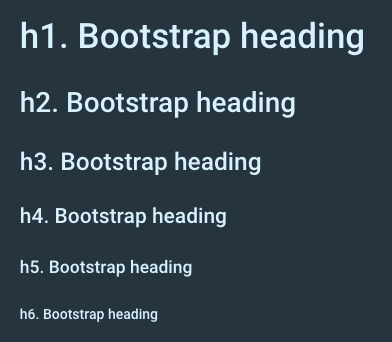 h1. Bootstrap heading
h2. Bootstrap heading
h3. Bootstrap heading
h4. Bootstrap heading
h5. Bootstrap heading
h6. Bootstrap heading